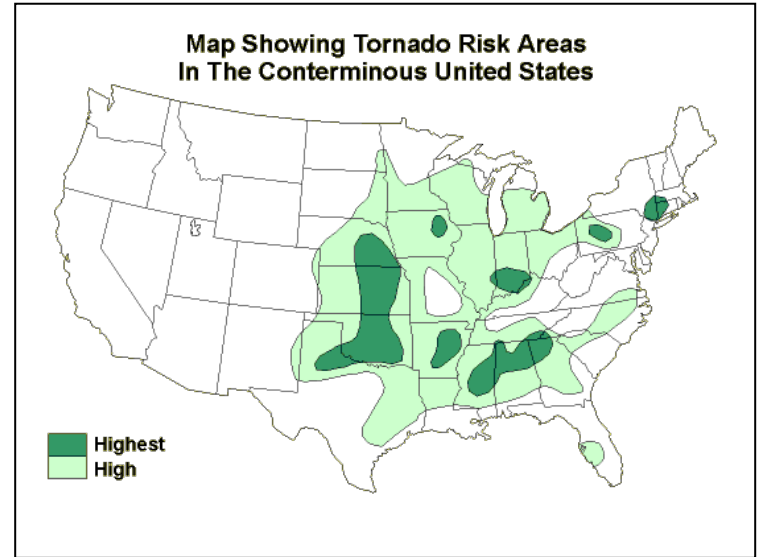 Map Showing Tornado Risk Areas
In The Conterminous United States
Highest
High